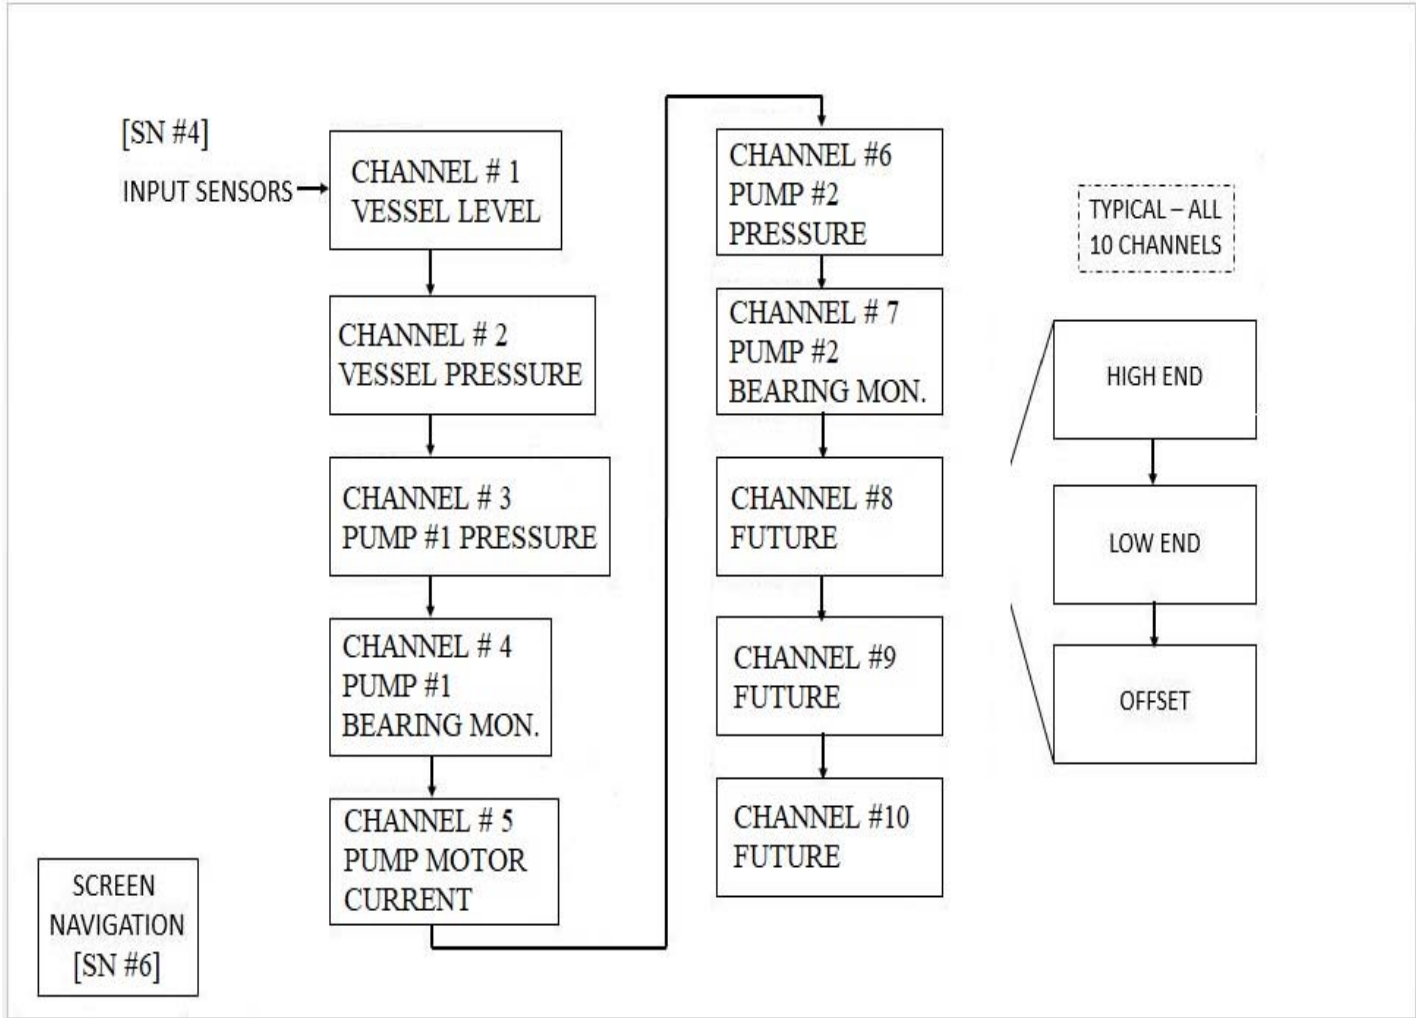 [SN #4]
INPUT SENSORS
CHANNEL # 1
VESSEL LEVEL
CHANNEL # 2
VESSEL PRESSURE
CHANNEL # 3
PUMP #1 PRESSURE
CHANNEL # 4
PUMP #1
BEARING MON.
CHANNEL # 5
PUMP MOTOR
CURRENT
CHANNEL #6
PUMP #2
PRESSURE
CHANNEL # 7
PUMP #2
BEARING MON.
CHANNEL #8
FUTURE
CHANNEL #9
FUTURE
CHANNEL #10
FUTURE
TYPICAL – ALL
10 CHANNELS
HIGH END
LOW END
OFFSET
SCREEN
NAVIGATION
[SN #6]